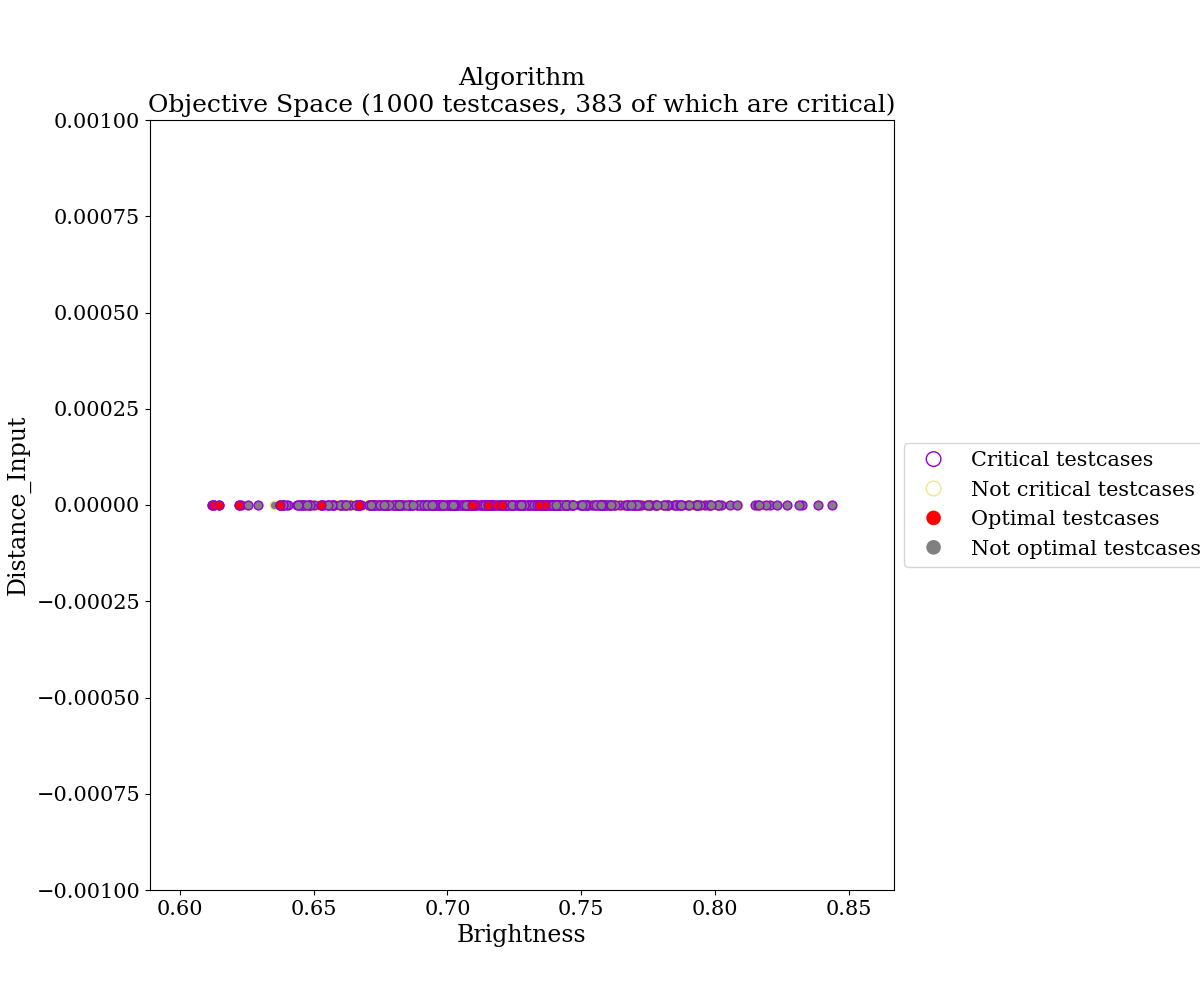 Algorithm
Objective Space (1000 testcases, 383 of which are critical)
0.00100
0.00075
0.00050
0.00025
0.00000
−0.00025
−0.00050
−0.00075
−0.00100
Distance_Input
0.60
0.65
0.70
0.75
0.80
0.85
Brightness
Critical testcases
Not critical testcases
Optimal testcases
Not optimal testcases